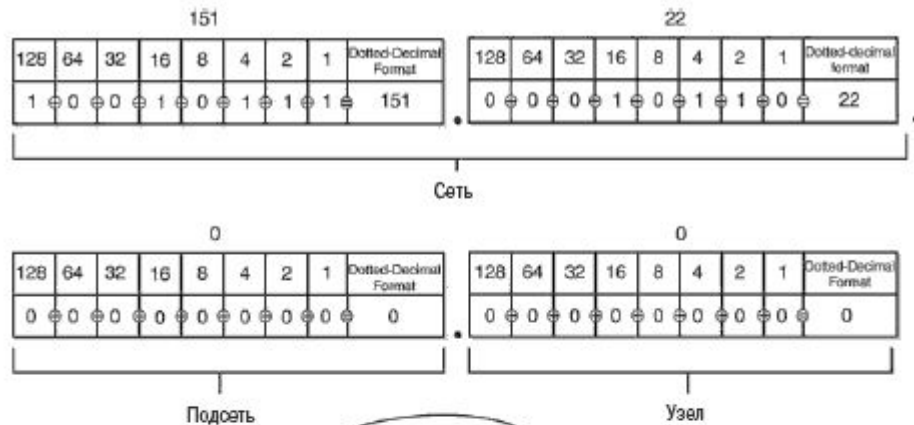 151 22
128 64 32 16 8 4 2 1 Dotted-Decimal Format 128 64 32 16 8 4 2 1 Dotted-decimal format
1 0 0 1 0 1 1 1 = 151 . 0 0 0 1 0 1 1 0 = 22 .
Сеть
0 0
128 64 32 16 8 4 2 1 Dotted-Decimal Format 128 64 32 16 8 4 2 1 Dotted-Decimal Format
0 0 0 0 0 0 0 0 = 0 . 0 0 0 0 0 0 0 0 = 0
Подсеть Узел